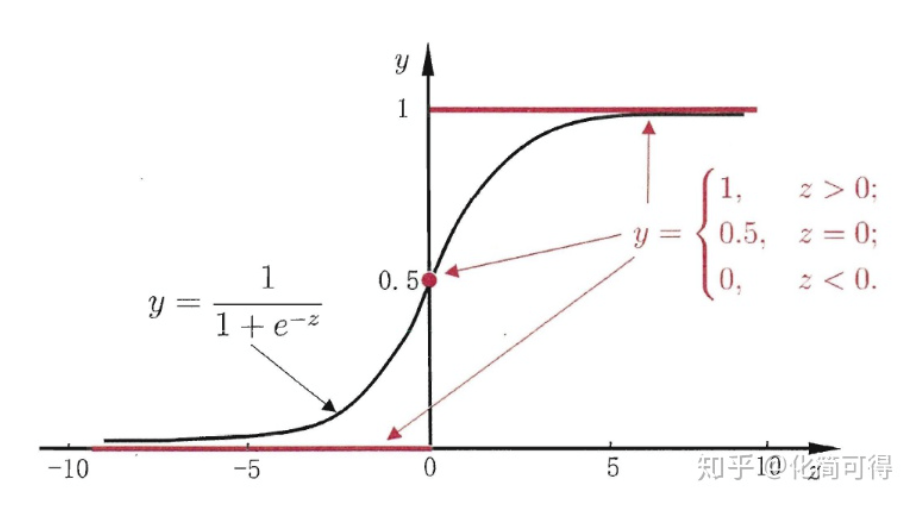 y
1
y = { 1, z > 0;
0.5, z = 0;
0, z < 0.
0.5
y = 1 / (1 + e^{-z})
-10 -5 0 5 10 z
知乎 @化简可得